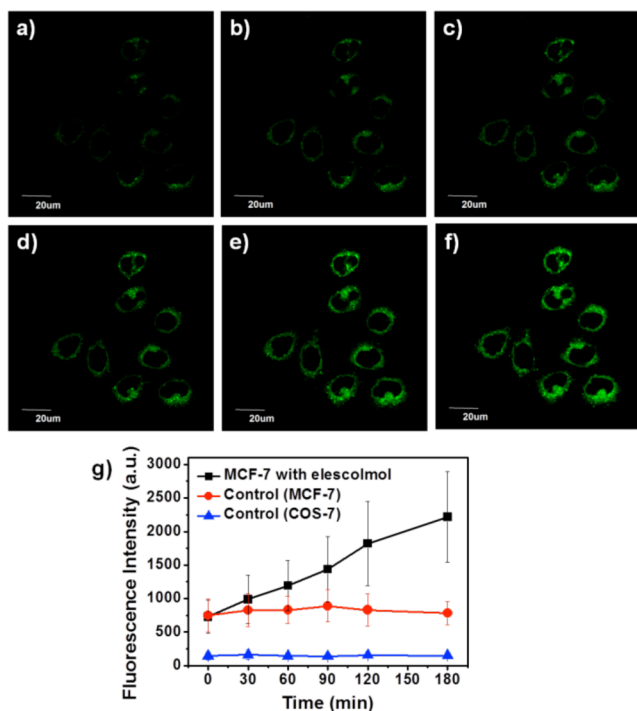 a) b) c)
20um 20um 20um
d) e) f)
20um 20um 20um
g)
Fluorescence Intensity (a.u.)
3000
2500
2000
1500
1000
500
0
MCF-7 with elescolmol
Control (MCF-7)
Control (COS-7)
0 30 60 90 120 150 180
Time (min)